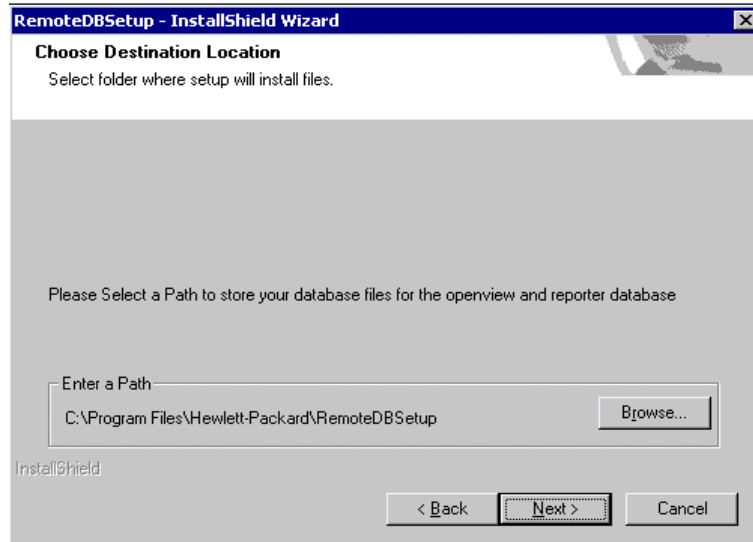 RemoteDBSetup - InstallShield Wizard
Choose Destination Location
Select folder where setup will install files.
Please Select a Path to store your database files for the openview and reporter database
Enter a Path
C:\Program Files\Hewlett-Packard\RemoteDBSetup
Browse...
InstallShield
< Back
Next >
Cancel